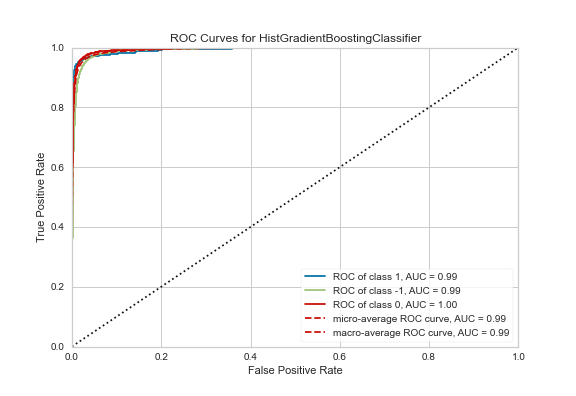 ROC Curves for HistGradientBoostingClassifier
1.0
0.8
0.6
0.4
0.2
0.0
True Positive Rate
ROC of class 1, AUC = 0.99
ROC of class -1, AUC = 0.99
ROC of class 0, AUC = 1.00
micro-average ROC curve, AUC = 0.99
macro-average ROC curve, AUC = 0.99
0.0 0.2 0.4 0.6 0.8 1.0
False Positive Rate